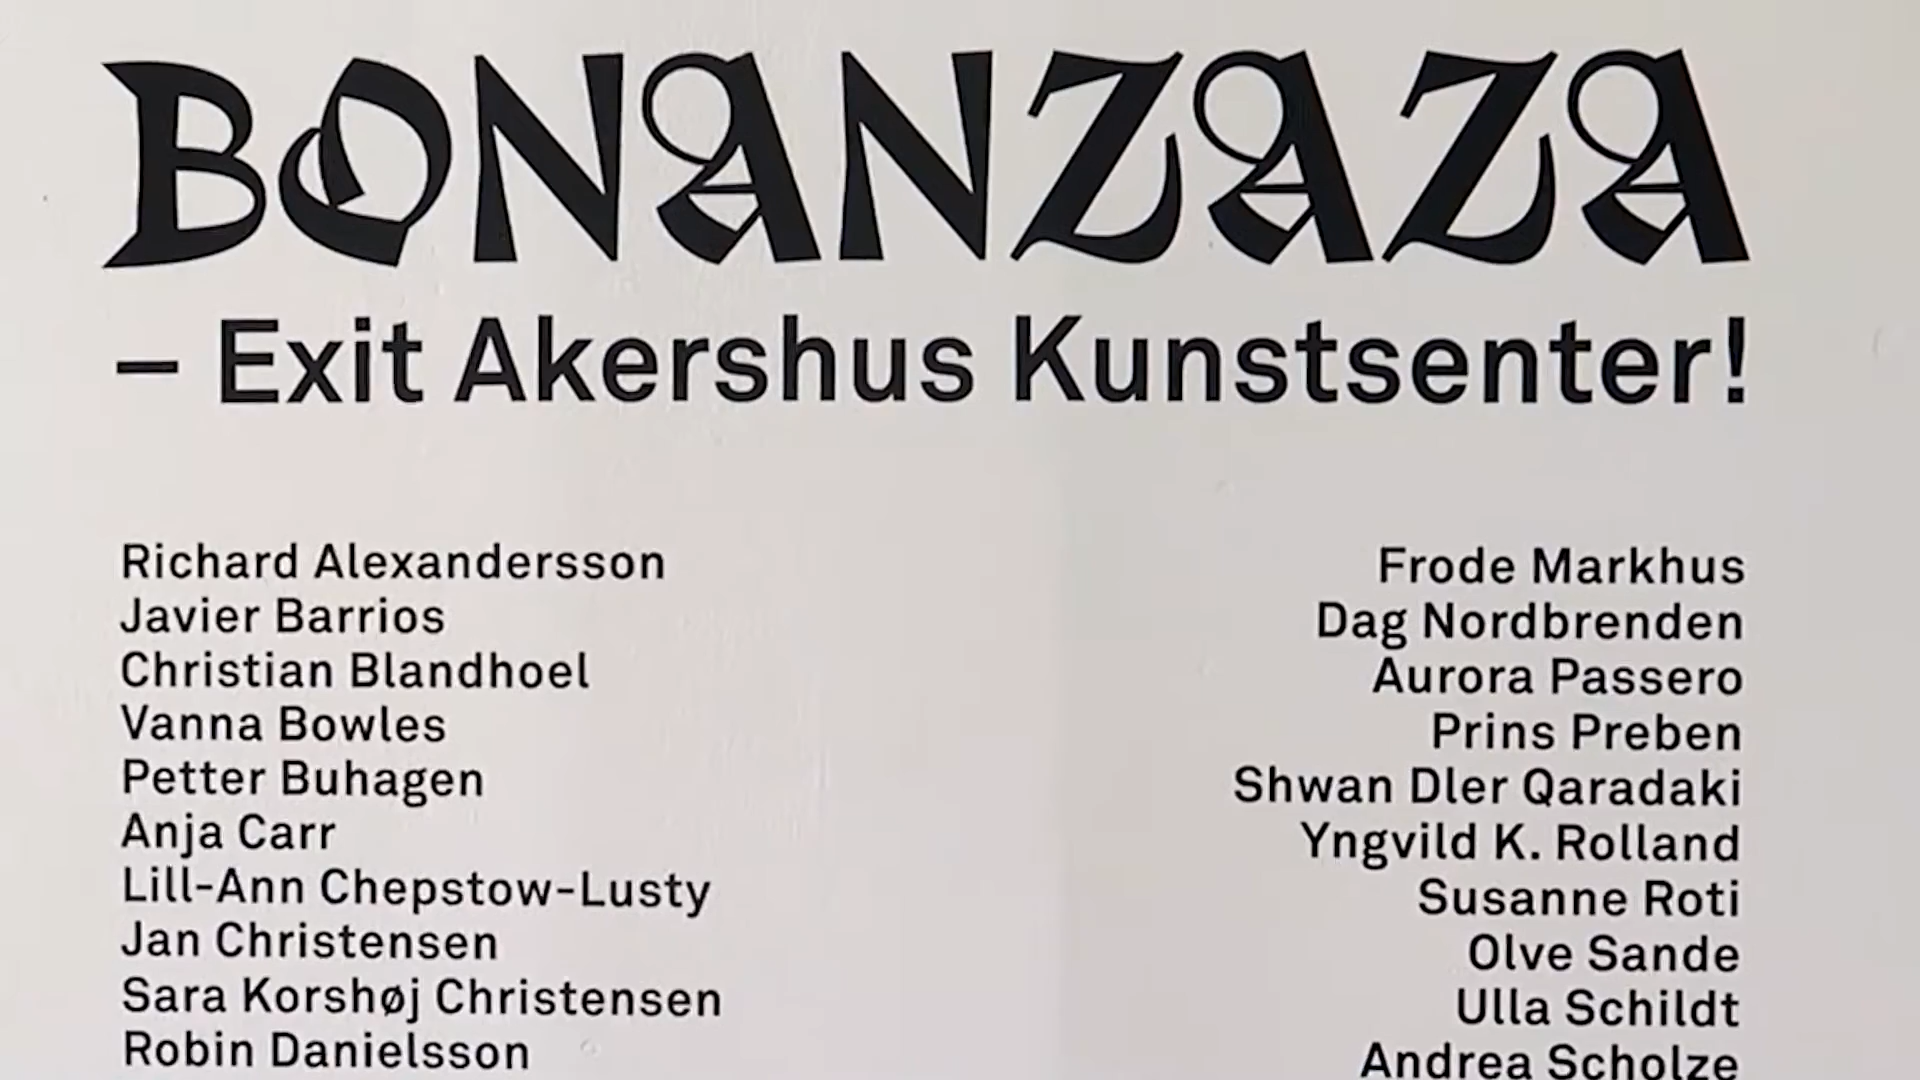 BONANZAZA
– Exit Akershus Kunstsenter!
Richard Alexandersson
Javier Barrios
Christian Blandhoel
Vanna Bowles
Petter Buhagen
Anja Carr
Lill-Ann Chepstow-Lusty
Jan Christensen
Sara Korshøj Christensen
Robin Danielsson
Frode Markhus
Dag Nordbrenden
Aurora Passero
Prins Preben
Shwan Dler Qaradaki
Yngvild K. Rolland
Susanne Roti
Olve Sande
Ulla Schildt
Andrea Scholze